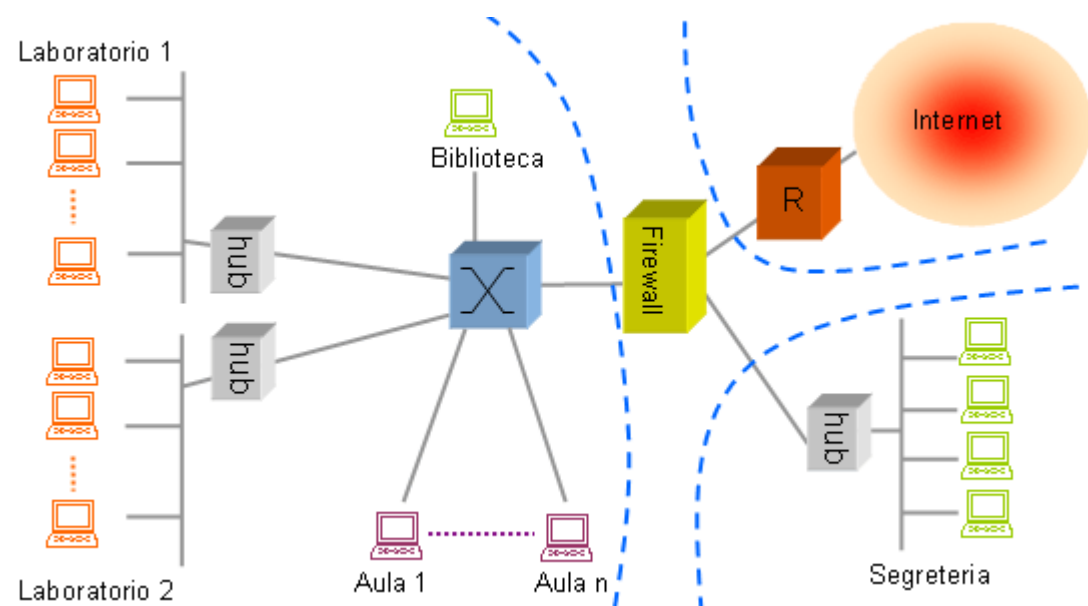 Laboratorio 1
Internet
Biblioteca
R
hub
Firewall
hub
hub
Aula 1
Aula n
Segreteria
Laboratorio 2